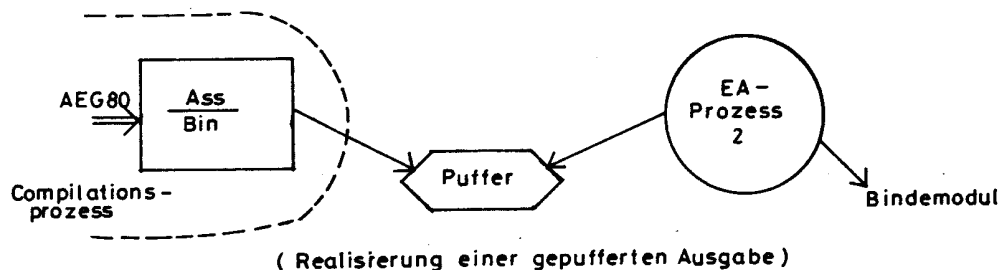 AEG80
Ass
Bin
Compilations-
prozess
Puffer
EA-
Prozess
2
Bindemodul
( Realisierung einer gepufferten Ausgabe )